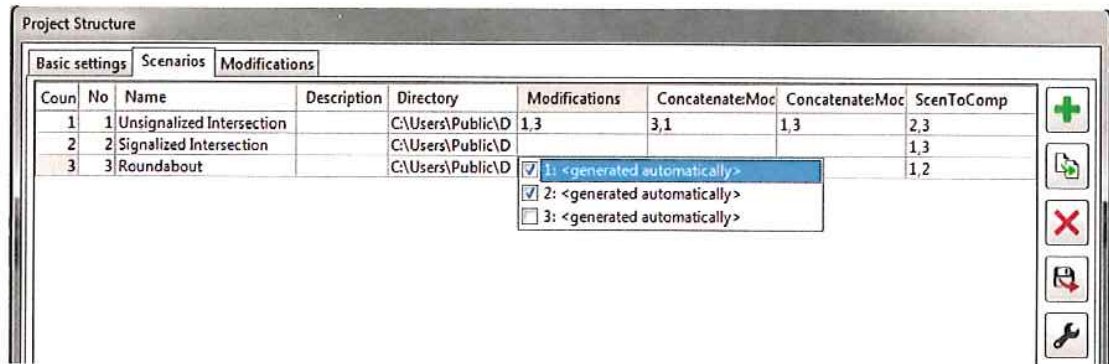 Project Structure
Basic settings Scenarios Modifications
Coun No Name Description Directory Modifications Concatenate:Moc Concatenate:Moc ScenToComp
1 1 Unsignalized Intersection C:\Users\Public\D 1,3 3,1 1,3 2,3
2 2 Signalized Intersection C:\Users\Public\D 1,3
3 3 Roundabout C:\Users\Public\D 1,2
1: <generated automatically>
2: <generated automatically>
3: <generated automatically>